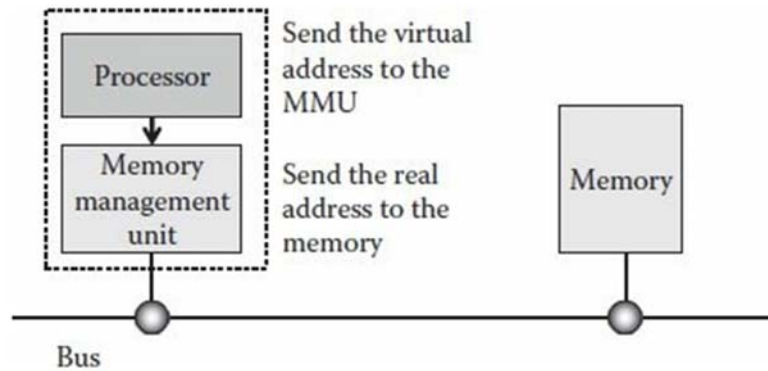 Processor
Send the virtual
address to the
MMU
Memory
management
unit
Send the real
address to the
memory
Memory
Bus